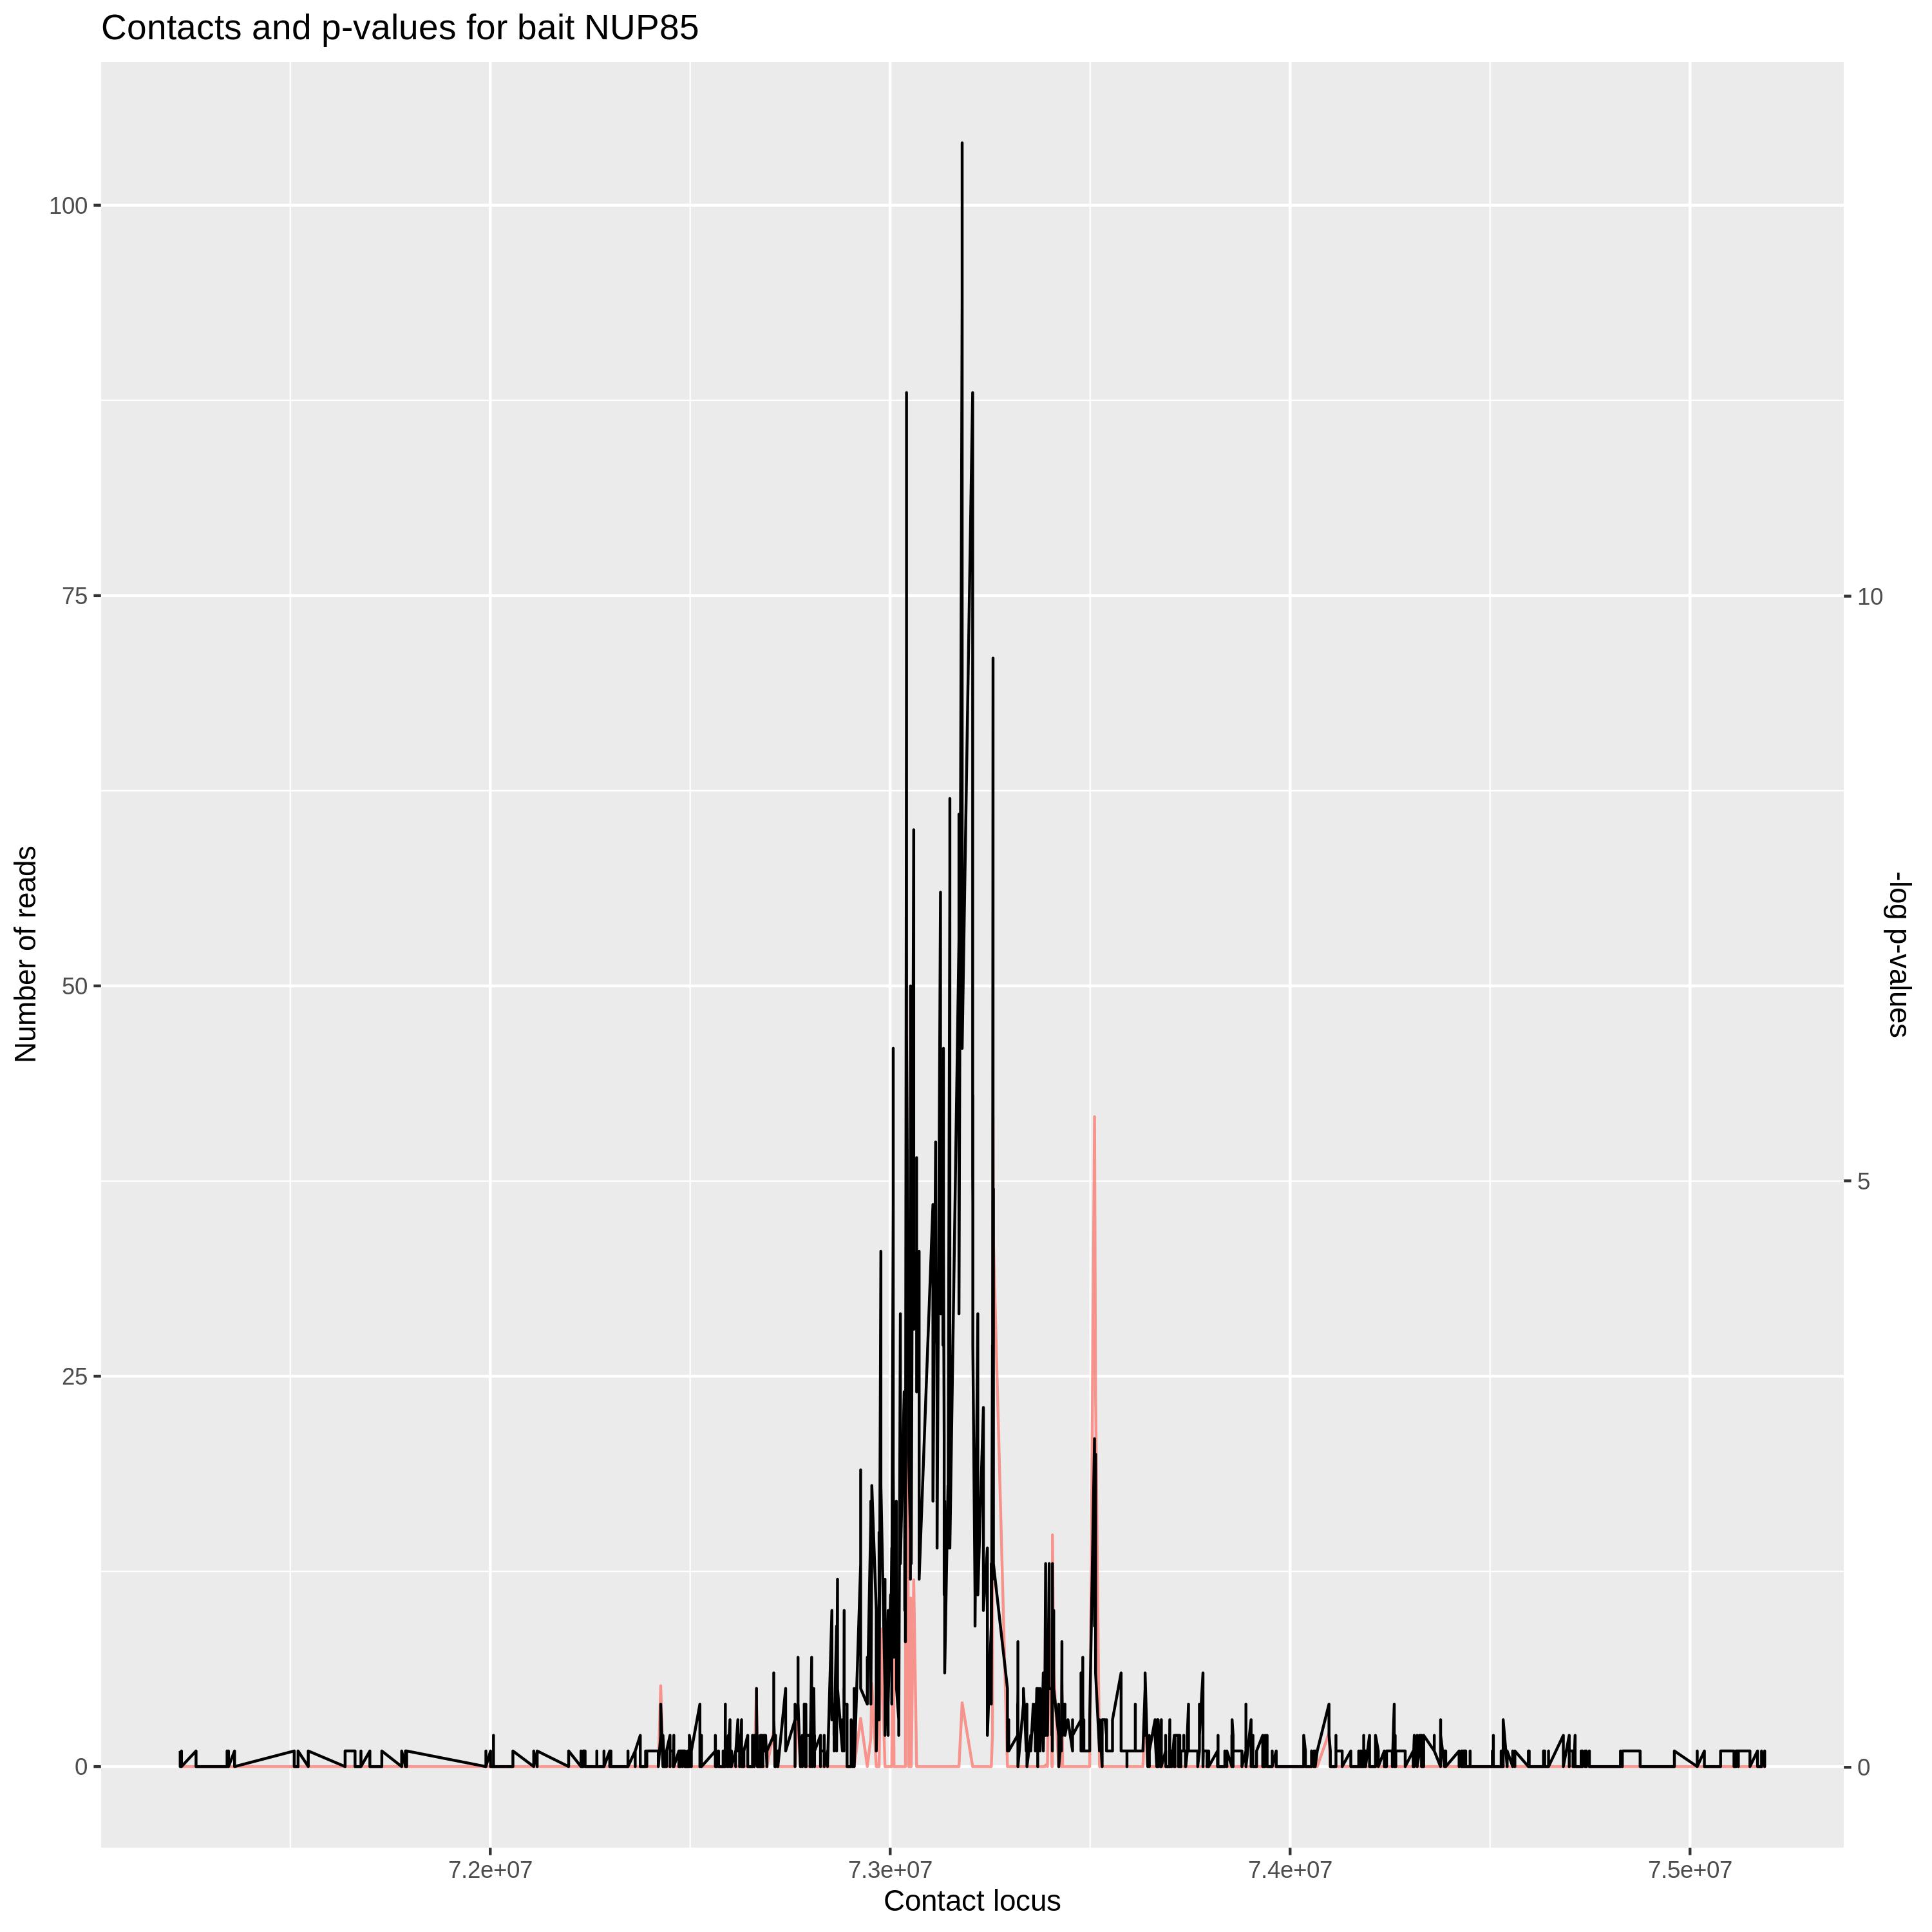 Contacts and p-values for bait NUP85
100
75
50
25
0
Number of reads
10
5
0
-log p-values
7.2e+07
7.3e+07
7.4e+07
7.5e+07
Contact locus